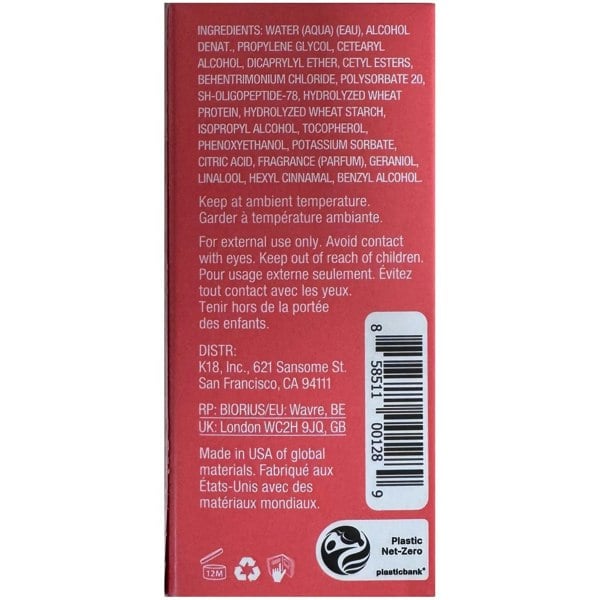 INGREDIENTS: WATER (AQUA) (EAU), ALCOHOL
DENAT., PROPYLENE GLYCOL, CETEARYL
ALCOHOL, DICAPRYLYL ETHER, CETYL ESTERS,
BEHENTRIMONIUM CHLORIDE, POLYSORBATE 20,
SH-OLIGOPEPTIDE-78, HYDROLYZED WHEAT
PROTEIN, HYDROLYZED WHEAT STARCH,
ISOPROPYL ALCOHOL, TOCOPHEROL,
PHENOXYETHANOL, POTASSIUM SORBATE,
CITRIC ACID, FRAGRANCE (PARFUM), GERANIOL,
LINALOOL, HEXYL CINNAMAL, BENZYL ALCOHOL.
Keep at ambient temperature.
Garder à température ambiante.
For external use only. Avoid contact
with eyes. Keep out of reach of children.
Pour usage externe seulement. Évitez
tout contact avec les yeux.
Tenir hors de la portée
des enfants.
DISTR:
K18, Inc., 621 Sansome St.
San Francisco, CA 94111
RP: BIORIUS/EU: Wavre, BE
UK: London WC2H 9JQ, GB
Made in USA of global
materials. Fabriqué aux
États-Unis avec des
matériaux mondiaux.
8 58511 00128 9
12M
Plastic
Net-Zero
plasticbank®